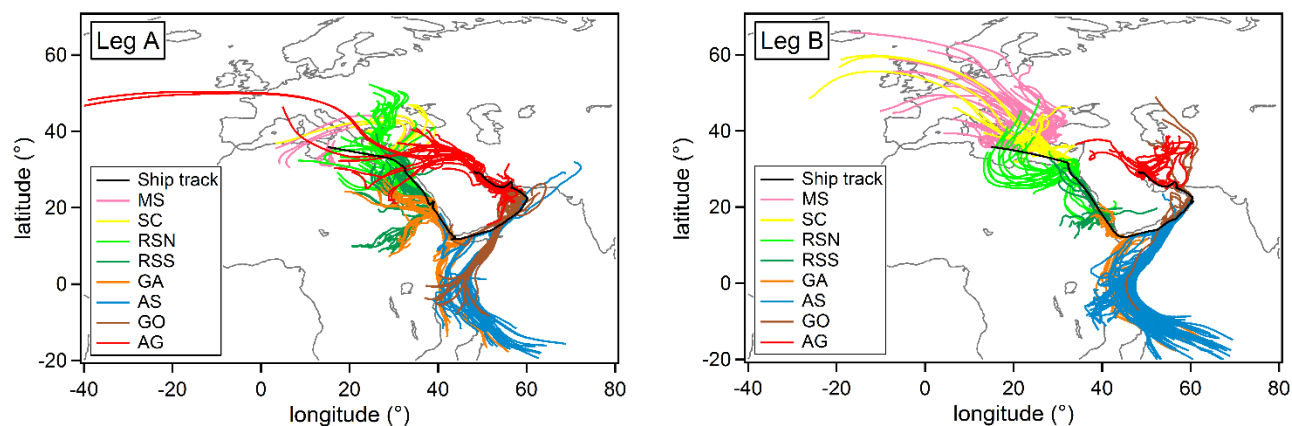 Leg A
latitude (°)
60
40
20
0
-20
Ship track
MS
SC
RSN
RSS
GA
AS
GO
AG
-40 -20 0 20 40 60 80
longitude (°)
Leg B
latitude (°)
60
40
20
0
-20
Ship track
MS
SC
RSN
RSS
GA
AS
GO
AG
-40 -20 0 20 40 60 80
longitude (°)